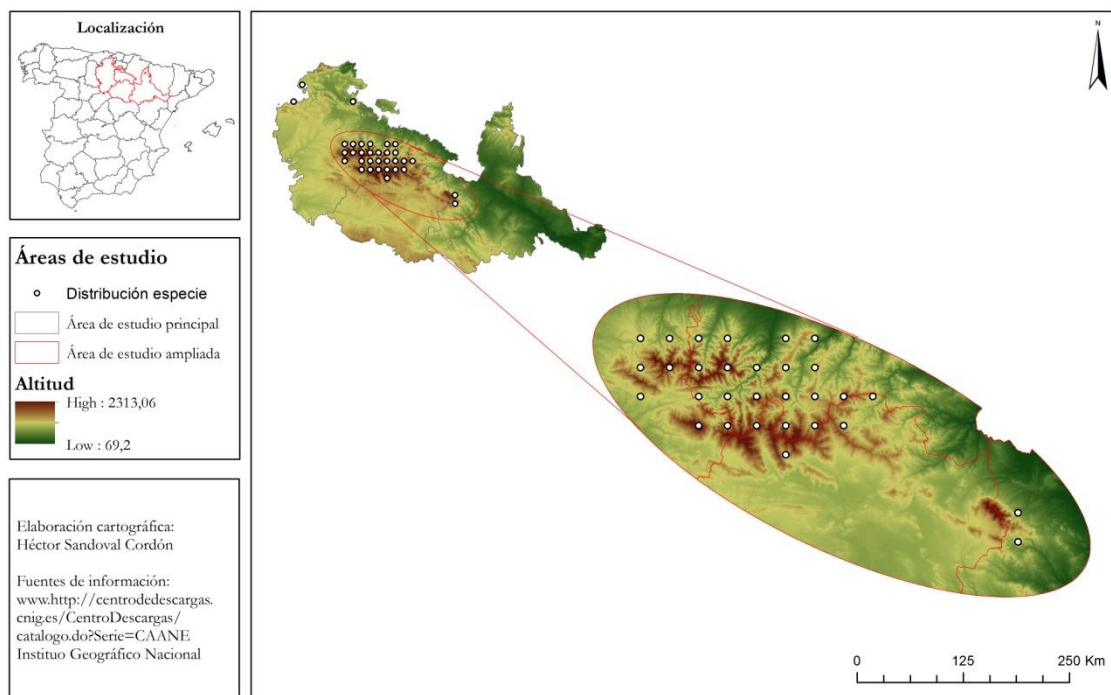 Localización
Áreas de estudio
Distribución especie
Área de estudio principal
Área de estudio ampliada
Altitud
High : 2313,06
Low : 69,2
Elaboración cartográfica:
Héctor Sandoval Cordón
Fuentes de información:
www.http://centrodedescargas.
cnig.es/CentroDescargas/
catalogo.do?Serie=CAANE
Instituo Geográfico Nacional
N
0 125 250 Km